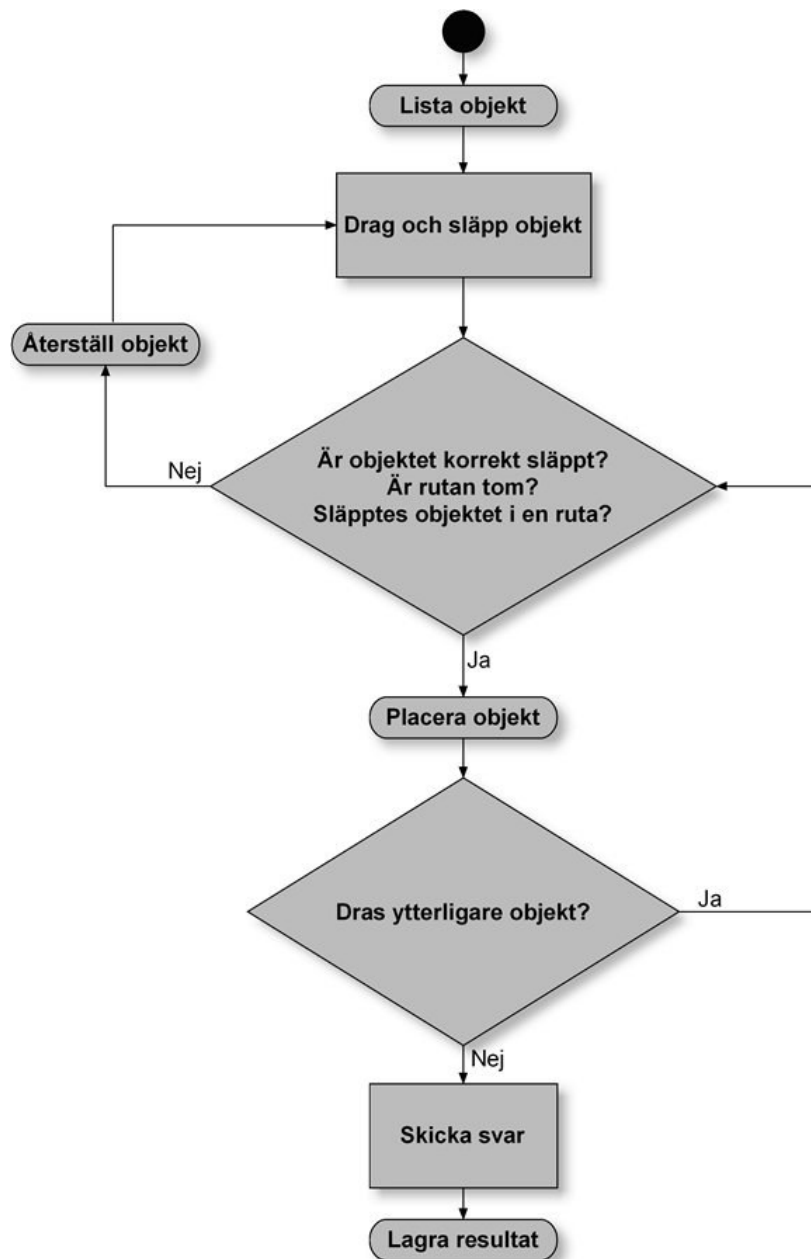 Lista objekt
Drag och släpp objekt
Återställ objekt
Nej
Är objektet korrekt släppt?
Är rutan tom?
Släpptes objektet i en ruta?
Ja
Placera objekt
Dras ytterligare objekt?
Ja
Nej
Skicka svar
Lagra resultat